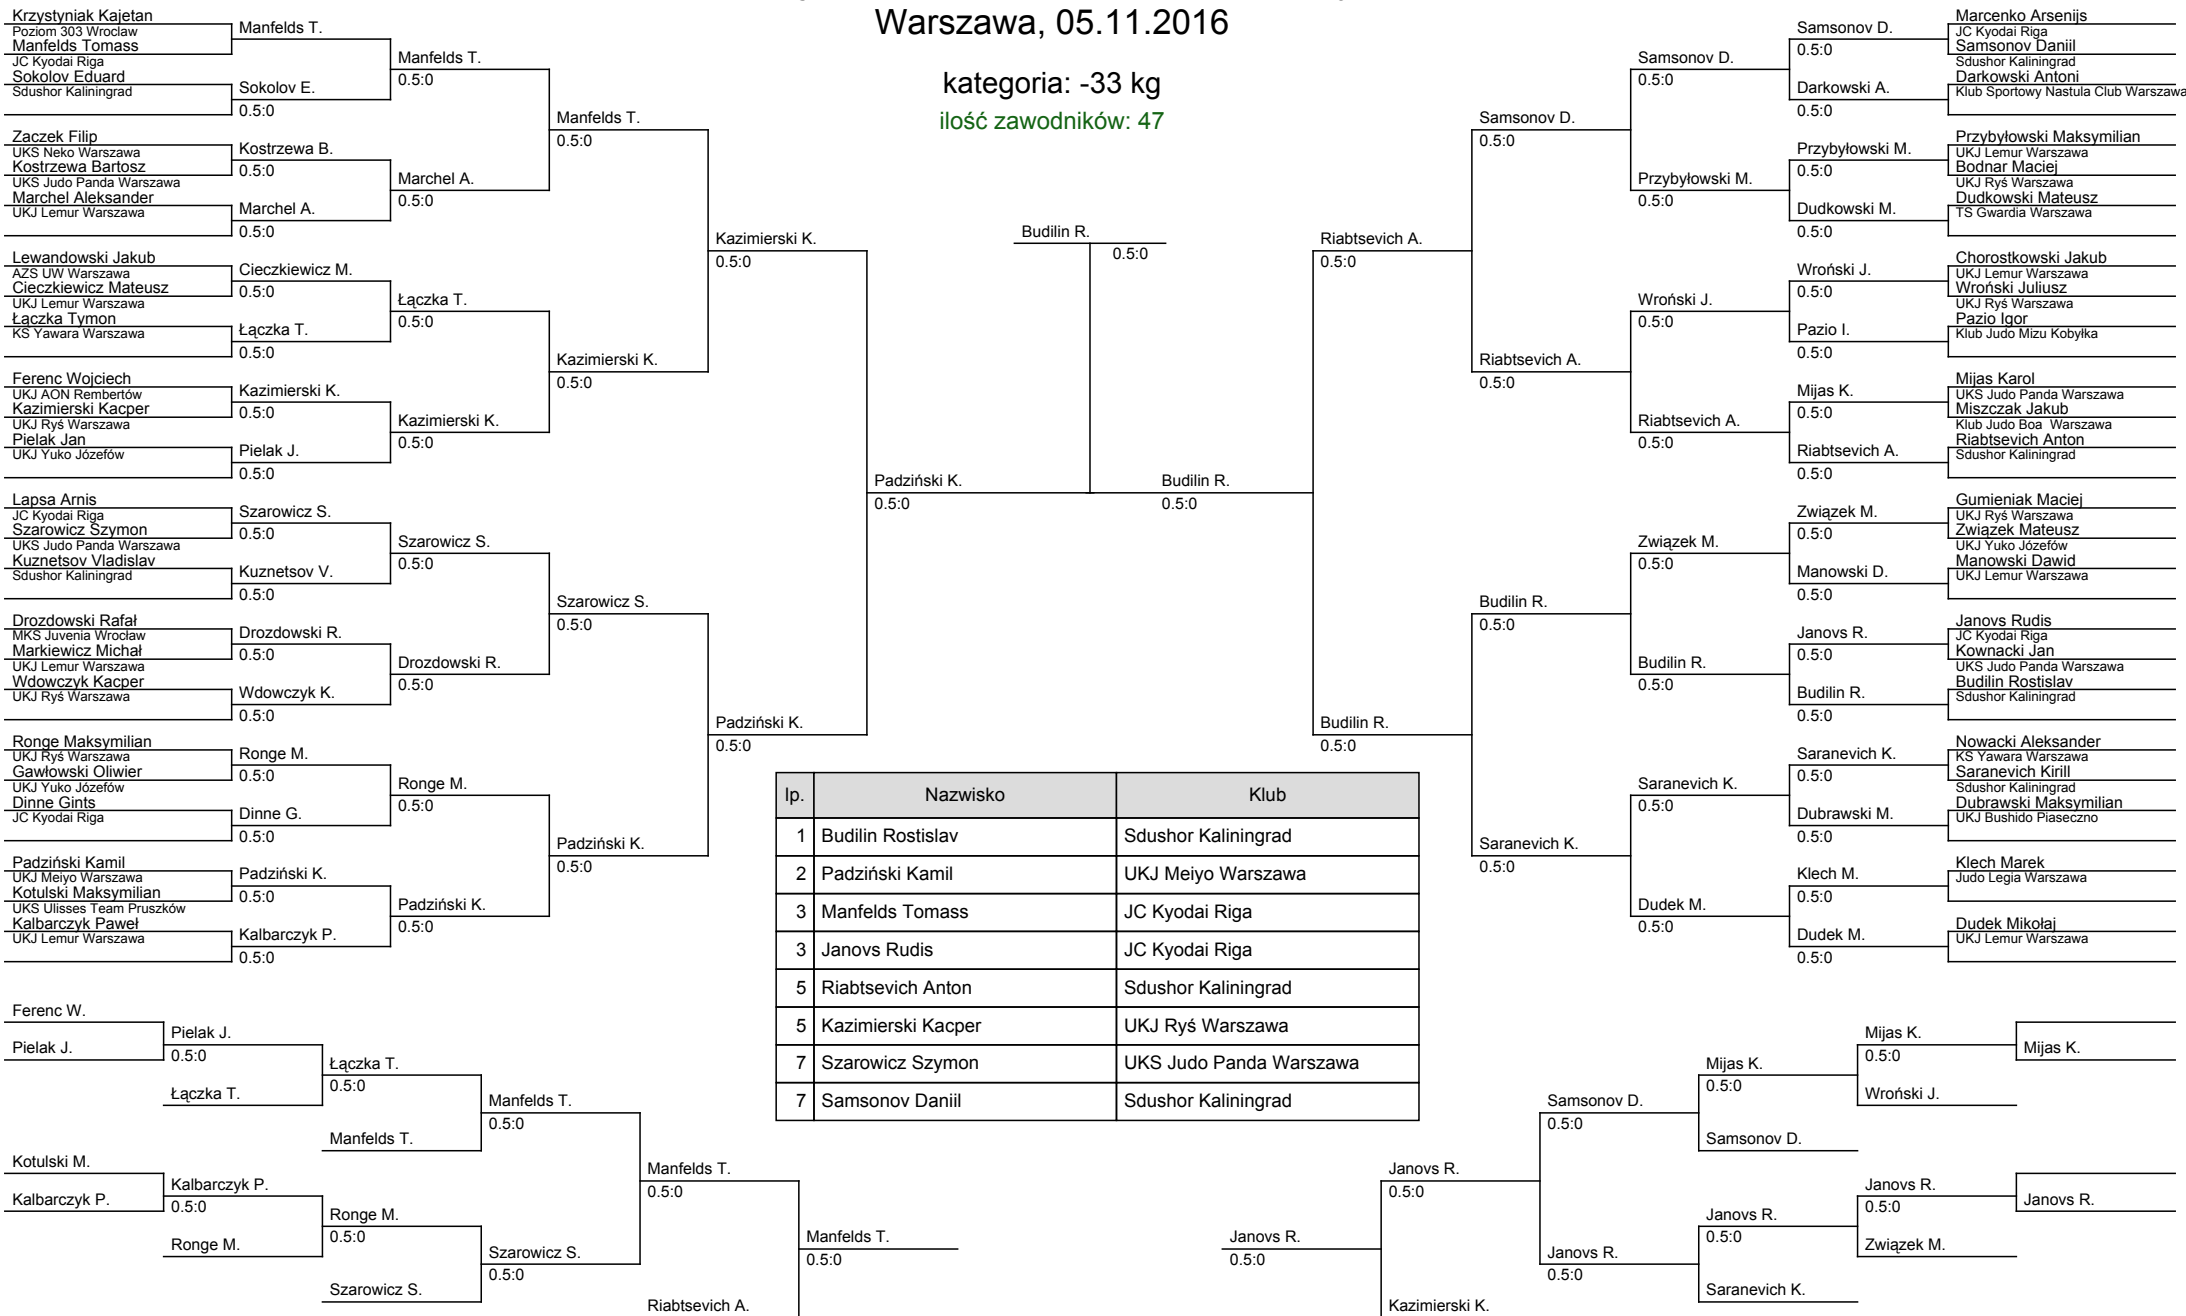 Warszawa, 05.11.2016
kategoria: -33 kg
ilość zawodników: 47
Krzystyniak Kajetan
Poziom 303 Wroclaw
Manfelds Tomass
JC Kyodai Riga
Sokolov Eduard
Sdushor Kaliningrad
Zaczek Filip
UKS Neko Warszawa
Kostrzewa Bartosz
UKS Judo Panda Warszawa
Marchel Aleksander
UKJ Lemur Warszawa
Lewandowski Jakub
AZS UW Warszawa
Cieczkiewicz Mateusz
UKJ Lemur Warszawa
Łączka Tymon
KS Yawara Warszawa
Ferenc Wojciech
UKJ AON Rembertów
Kazimierski Kacper
UKJ Ryś Warszawa
Pielak Jan
UKJ Yuko Józefów
Lapsa Arnis
JC Kyodai Riga
Szarowicz Szymon
UKS Judo Panda Warszawa
Kuznetsov Vladislav
Sdushor Kaliningrad
Drozdowski Rafał
MKS Juvenia Wrocław
Markiewicz Michał
UKJ Lemur Warszawa
Wdowczyk Kacper
UKJ Ryś Warszawa
Ronge Maksymilian
UKJ Ryś Warszawa
Gawłowski Oliwier
UKJ Yuko Józefów
Dinne Gints
JC Kyodai Riga
Padziński Kamil
UKJ Meiyo Warszawa
Kotulski Maksymilian
UKS Ulisses Team Pruszków
Kalbarczyk Paweł
UKJ Lemur Warszawa
Manfelds T.
Sokolov E.
0.5:0
Kostrzewa B.
0.5:0
Marchel A.
0.5:0
Cieczkiewicz M.
0.5:0
Łączka T.
0.5:0
Kazimierski K.
0.5:0
Pielak J.
0.5:0
Szarowicz S.
0.5:0
Kuznetsov V.
0.5:0
Drozdowski R.
0.5:0
Wdowczyk K.
0.5:0
Ronge M.
0.5:0
Dinne G.
0.5:0
Padziński K.
0.5:0
Kalbarczyk P.
0.5:0
Manfelds T.
0.5:0
Marchel A.
0.5:0
Łączka T.
0.5:0
Kazimierski K.
0.5:0
Szarowicz S.
0.5:0
Drozdowski R.
0.5:0
Ronge M.
0.5:0
Padziński K.
0.5:0
Manfelds T.
0.5:0
Kazimierski K.
0.5:0
Szarowicz S.
0.5:0
Padziński K.
0.5:0
Kazimierski K.
0.5:0
Padziński K.
0.5:0
Padziński K.
0.5:0
Budilin R.
0.5:0
Budilin R.
0.5:0
Riabtsevich A.
0.5:0
Budilin R.
0.5:0
Samsonov D.
0.5:0
Riabtsevich A.
0.5:0
Budilin R.
0.5:0
Saranevich K.
0.5:0
Samsonov D.
0.5:0
Przybyłowski M.
0.5:0
Wroński J.
0.5:0
Riabtsevich A.
0.5:0
Związek M.
0.5:0
Budilin R.
0.5:0
Saranevich K.
0.5:0
Dudek M.
0.5:0
Samsonov D.
0.5:0
Darkowski A.
0.5:0
Przybyłowski M.
0.5:0
Dudkowski M.
0.5:0
Wroński J.
0.5:0
Pazio I.
0.5:0
Mijas K.
0.5:0
Riabtsevich A.
0.5:0
Związek M.
0.5:0
Manowski D.
0.5:0
Janovs R.
0.5:0
Budilin R.
0.5:0
Saranevich K.
0.5:0
Dubrawski M.
0.5:0
Klech M.
0.5:0
Dudek M.
0.5:0
Marcenko Arsenijs
JC Kyodai Riga
Samsonov Daniil
Sdushor Kaliningrad
Darkowski Antoni
Klub Sportowy Nastula Club Warszawa
Przybyłowski Maksymilian
UKJ Lemur Warszawa
Bodnar Maciej
UKJ Ryś Warszawa
Dudkowski Mateusz
TS Gwardia Warszawa
Chorostkowski Jakub
UKJ Lemur Warszawa
Wroński Juliusz
UKJ Ryś Warszawa
Pazio Igor
Klub Judo Mizu Kobyłka
Mijas Karol
UKS Judo Panda Warszawa
Miszczak Jakub
Klub Judo Boa Warszawa
Riabtsevich Anton
Sdushor Kaliningrad
Gumieniak Maciej
UKJ Ryś Warszawa
Związek Mateusz
UKJ Yuko Józefów
Manowski Dawid
UKJ Lemur Warszawa
Janovs Rudis
JC Kyodai Riga
Kownacki Jan
UKS Judo Panda Warszawa
Budilin Rostislav
Sdushor Kaliningrad
Nowacki Aleksander
KS Yawara Warszawa
Saranevich Kirill
Sdushor Kaliningrad
Dubrawski Maksymilian
UKJ Bushido Piaseczno
Klech Marek
Judo Legia Warszawa
Dudek Mikołaj
UKJ Lemur Warszawa
lp. Nazwisko Klub
1 Budilin Rostislav Sdushor Kaliningrad
2 Padziński Kamil UKJ Meiyo Warszawa
3 Manfelds Tomass JC Kyodai Riga
3 Janovs Rudis JC Kyodai Riga
5 Riabtsevich Anton Sdushor Kaliningrad
5 Kazimierski Kacper UKJ Ryś Warszawa
7 Szarowicz Szymon UKS Judo Panda Warszawa
7 Samsonov Daniil Sdushor Kaliningrad
Ferenc W.
Pielak J.
Kotulski M.
Kalbarczyk P.
Pielak J.
0.5:0
Łączka T.
Kalbarczyk P.
0.5:0
Ronge M.
Łączka T.
0.5:0
Manfelds T.
Ronge M.
0.5:0
Szarowicz S.
Manfelds T.
0.5:0
Szarowicz S.
0.5:0
Manfelds T.
0.5:0
Riabtsevich A.
Manfelds T.
0.5:0
Janovs R.
0.5:0
Janovs R.
0.5:0
Kazimierski K.
Samsonov D.
0.5:0
Janovs R.
0.5:0
Mijas K.
0.5:0
Samsonov D.
Janovs R.
0.5:0
Saranevich K.
Mijas K.
0.5:0
Wroński J.
Janovs R.
0.5:0
Związek M.
Mijas K.
Janovs R.